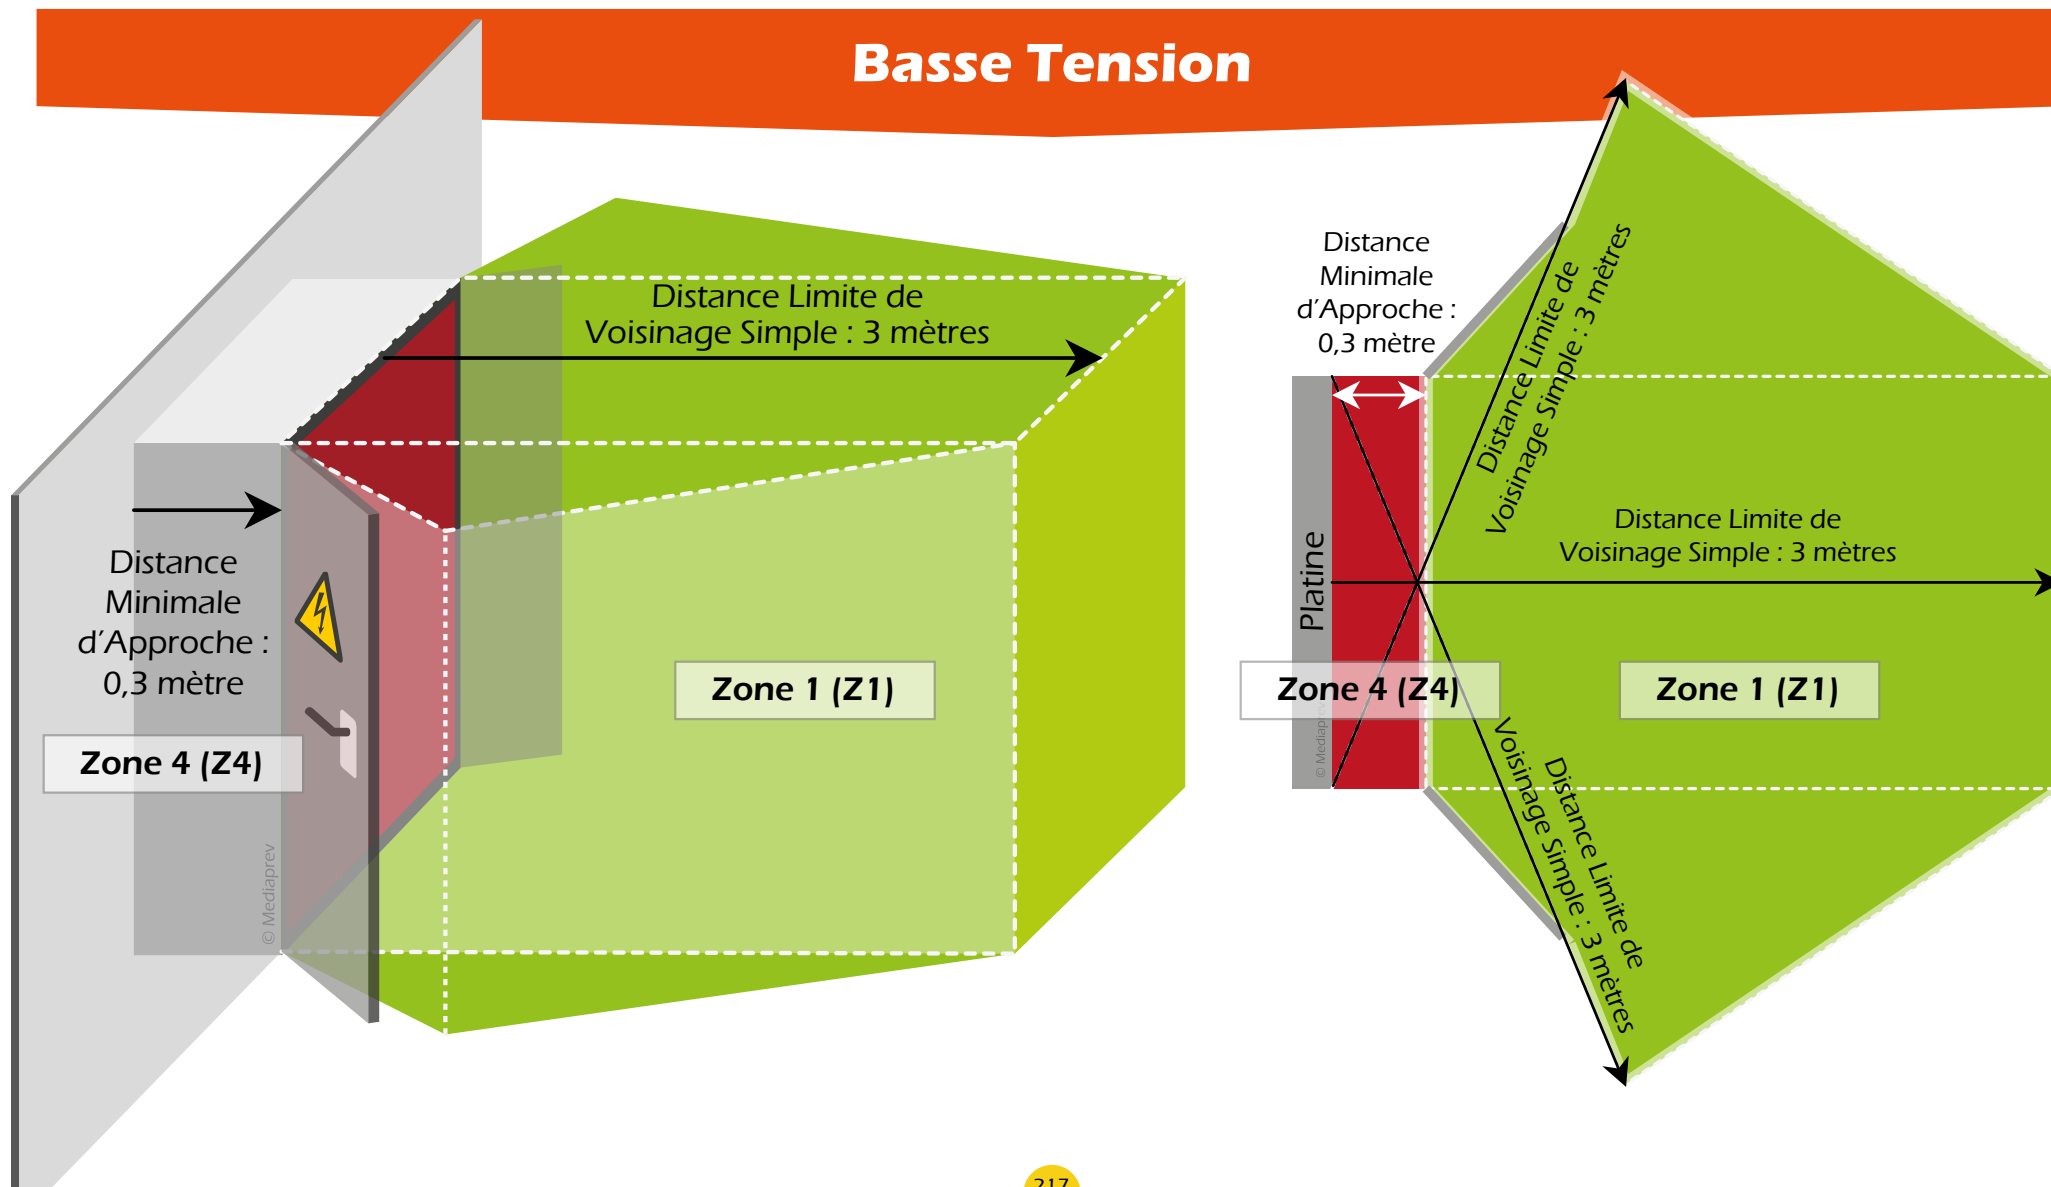 Basse Tension
Distance Limite de
Voisinage Simple : 3 mètres
Distance
Minimale
d'Approche :
0,3 mètre
Zone 4 (Z4)
Zone 1 (Z1)
© Mediaprev
Distance
Minimale
d'Approche :
0,3 mètre
Distance Limite de
Voisinage Simple : 3 mètres
Distance Limite de
Voisinage Simple : 3 mètres
Platine
Zone 4 (Z4)
Zone 1 (Z1)
© Mediaprev
Distance Limite de
Voisinage Simple : 3 mètres
217